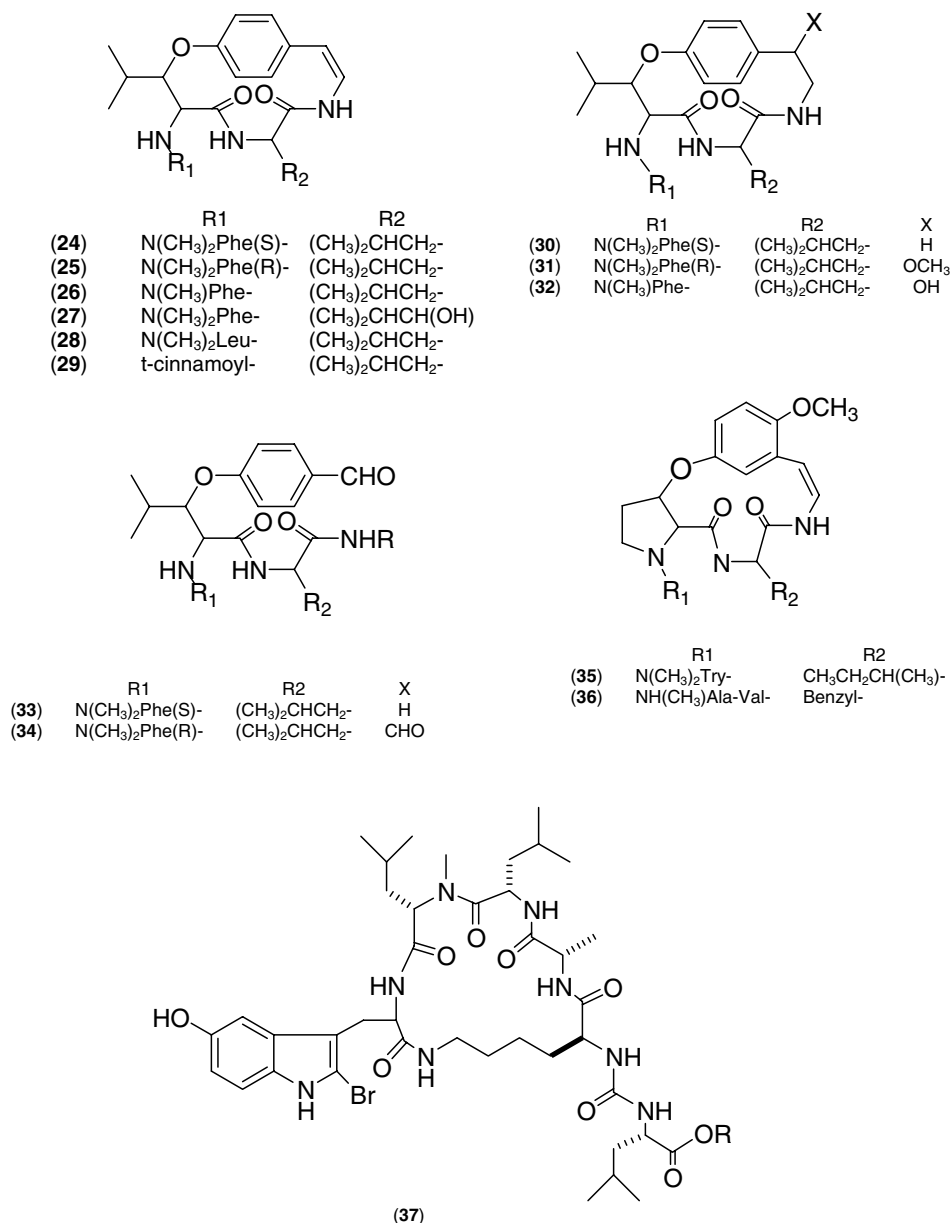 X
O
O
O O
O O
NH
NH
HN HN
HN HN
R1
R2
R1
R2
R1 R2
(24) N(CH3)2Phe(S)- (CH3)2CHCH2-
(25) N(CH3)2Phe(R)- (CH3)2CHCH2-
(26) N(CH3)Phe- (CH3)2CHCH2-
(27) N(CH3)2Phe- (CH3)2CHCH(OH)
(28) N(CH3)2Leu- (CH3)2CHCH2-
(29) t-cinnamoyl- (CH3)2CHCH2-
R1 R2 X
(30) N(CH3)2Phe(S)- (CH3)2CHCH2- H
(31) N(CH3)2Phe(R)- (CH3)2CHCH2- OCH3
(32) N(CH3)Phe- (CH3)2CHCH2- OH
O
CHO
O O
NHR
HN HN
R1
R2
OCH3
O
O O
NH
N N
R1
R2
R1 R2 X
(33) N(CH3)2Phe(S)- (CH3)2CHCH2- H
(34) N(CH3)2Phe(R)- (CH3)2CHCH2- CHO
R1 R2
(35) N(CH3)2Try- CH3CH2CH(CH3)-
(36) NH(CH3)Ala-Val- Benzyl-
N
NH
O
O O
HN HN O
HO
O N
H
NH
N
H
Br
O NH
OR
O
(37)